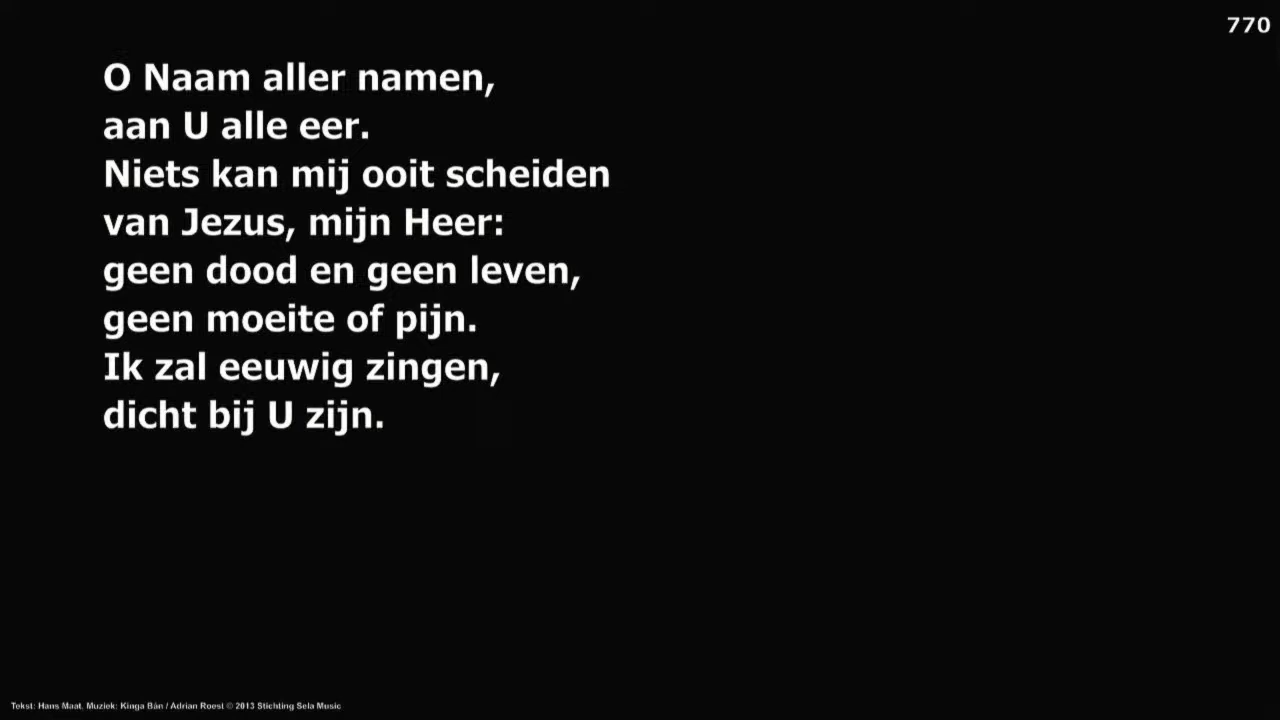 770
O Naam aller namen,
aan U alle eer.
Niets kan mij ooit scheiden
van Jezus, mijn Heer:
geen dood en geen leven,
geen moeite of pijn.
Ik zal eeuwig zingen,
dicht bij U zijn.
Tekst: Hans Maat, Muziek: Kinga Bán / Adrian Roest © 2013 Stichting Sela Music